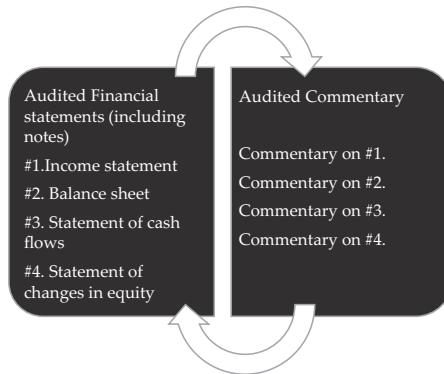 Audited Financial
statements (including
notes)
#1.Income statement
#2. Balance sheet
#3. Statement of cash
flows
#4. Statement of
changes in equity
Audited Commentary
Commentary on #1.
Commentary on #2.
Commentary on #3.
Commentary on #4.